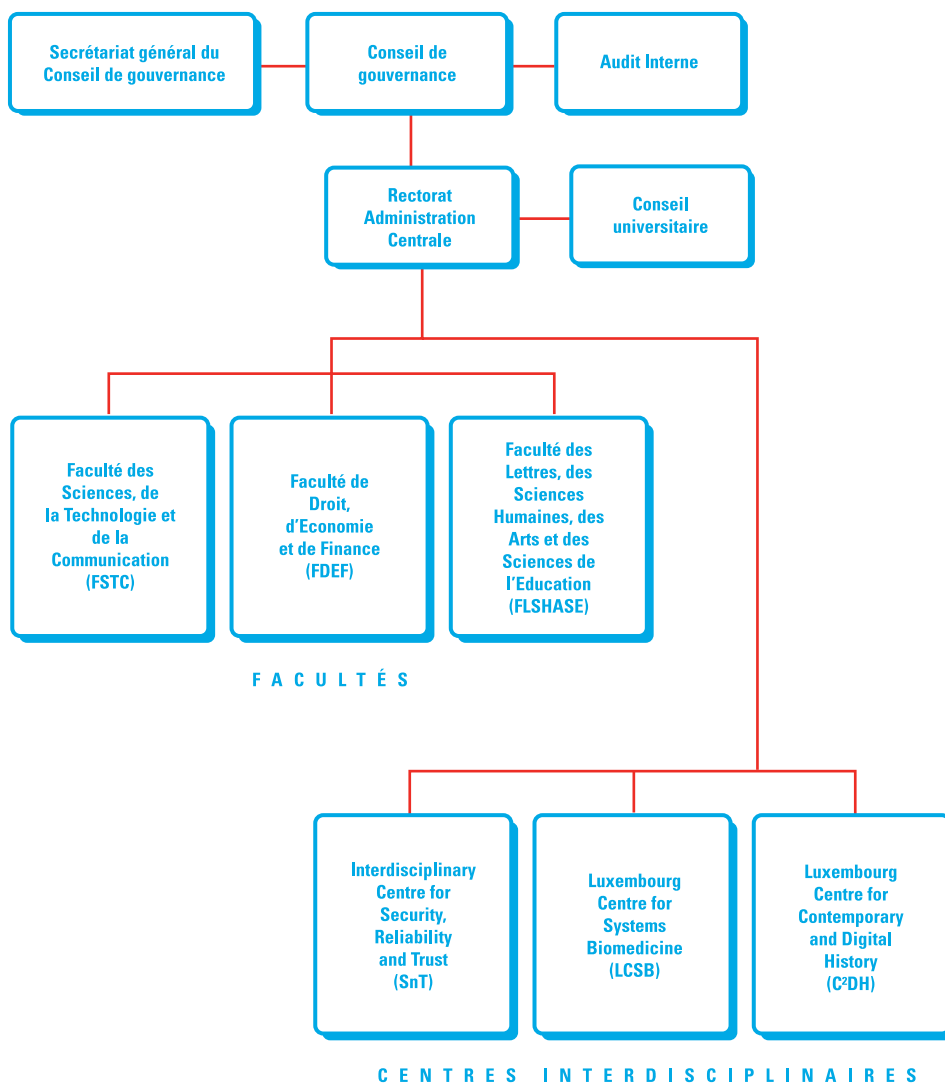 Secrétariat général du
Conseil de gouvernance
Conseil de
gouvernance
Audit Interne
Rectorat
Administration
Centrale
Conseil
universitaire
Faculté des
Sciences, de
la Technologie et
de la
Communication
(FSTC)
Faculté de
Droit,
d’Economie
et de Finance
(FDEF)
Faculté des
Lettres, des
Sciences
Humaines, des
Arts et des
Sciences de
l’Education
(FLSHASE)
FACULTÉS
Interdisciplinary
Centre for
Security,
Reliability
and Trust
(SnT)
Luxembourg
Centre for
Systems
Biomedicine
(LCSB)
Luxembourg
Centre for
Contemporary
and Digital
History
(C²DH)
CENTRES INTERDISCIPLINAIRES